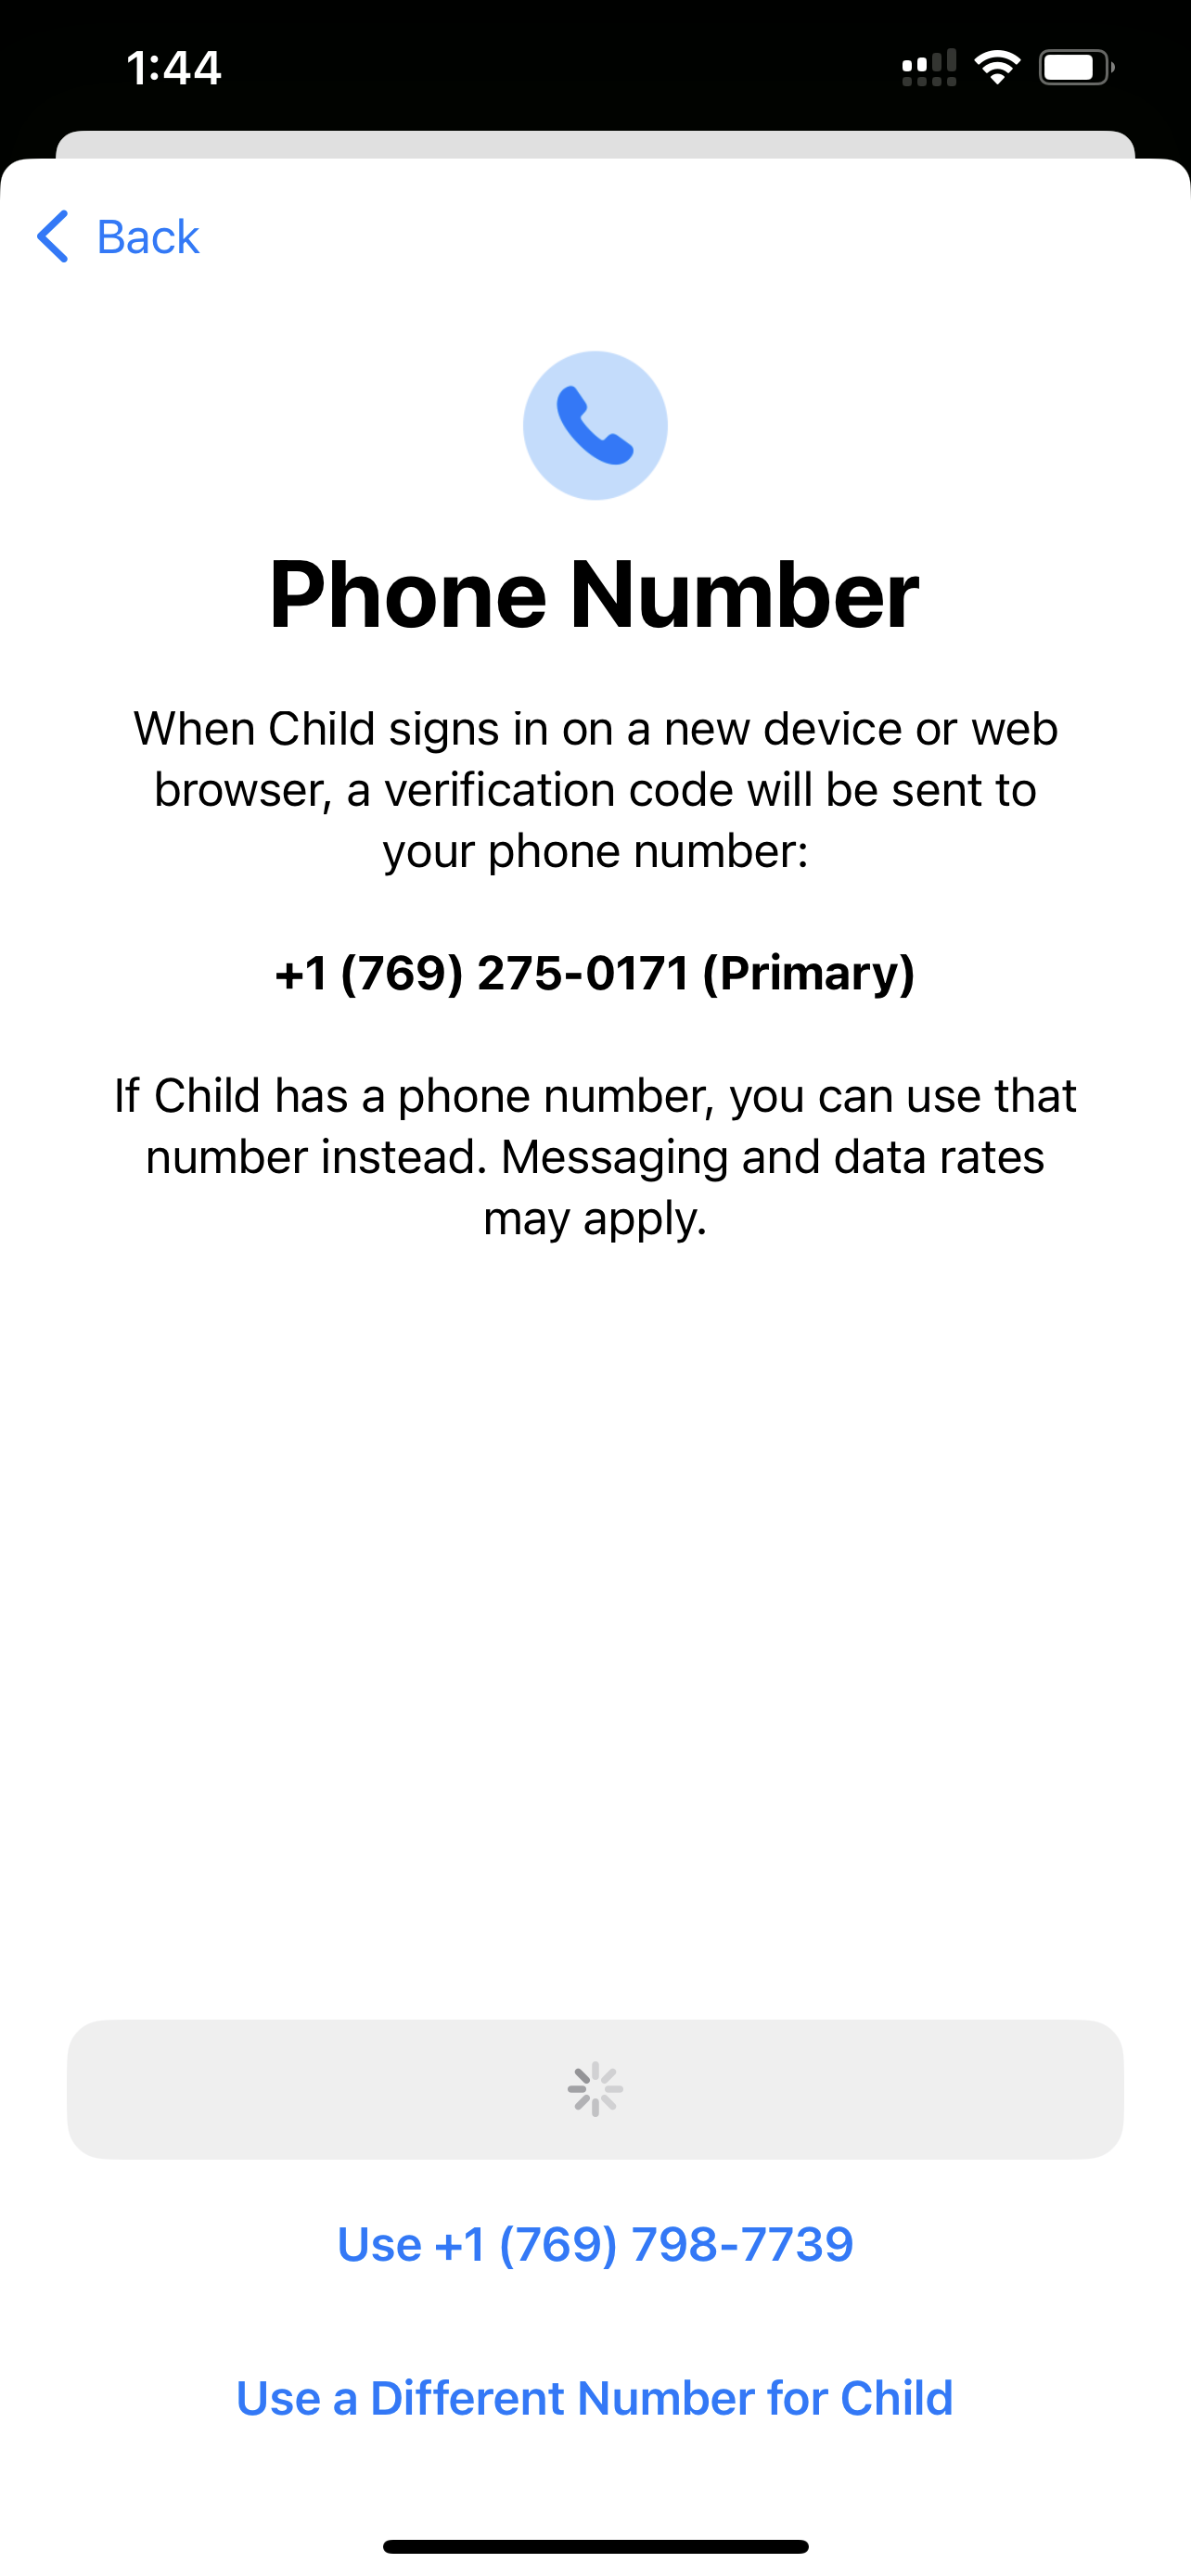 1:44
Back
Phone Number
When Child signs in on a new device or web
browser, a verification code will be sent to
your phone number:
+1 (769) 275-0171 (Primary)
If Child has a phone number, you can use that
number instead. Messaging and data rates
may apply.
Use +1 (769) 798-7739
Use a Different Number for Child